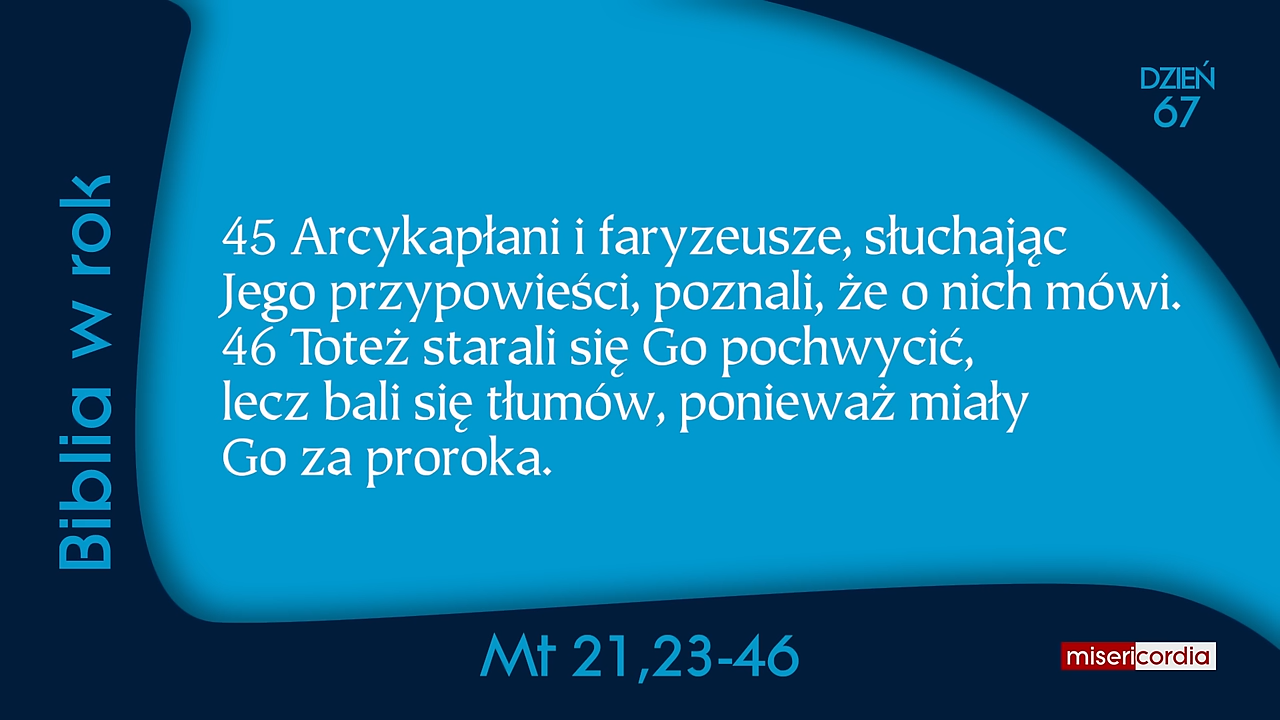 DZIEŃ
67
Biblia w rok
45 Arcykapłani i faryzeusze, słuchając
Jego przypowieści, poznali, że o nich mówi.
46 Toteż starali się Go pochwycić,
lecz bali się tłumów, ponieważ miały
Go za proroka.
Mt 21,23-46
misericordia